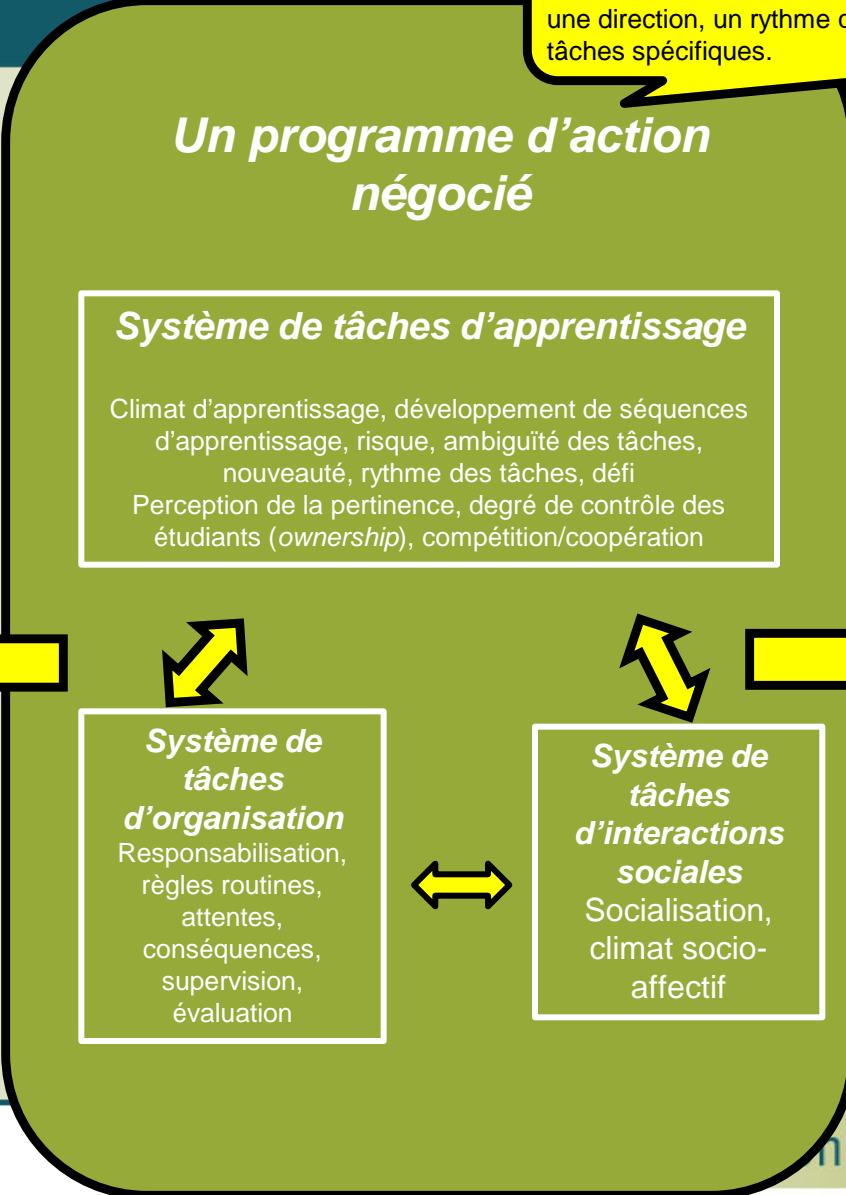 une direction, un rythme
tâches spécifiques.
Un programme d’action
négocié
Système de tâches d’apprentissage
Climat d’apprentissage, développement de séquences
d’apprentissage, risque, ambiguïté des tâches,
nouveauté, rythme des tâches, défi
Perception de la pertinence, degré de contrôle des
étudiants (ownership), compétition/coopération
Système de
tâches
d’organisation
Responsabilisation,
règles routines,
attentes,
conséquences,
supervision,
évaluation
Système de
tâches
d’interactions
sociales
Socialisation,
climat socio-
affectif